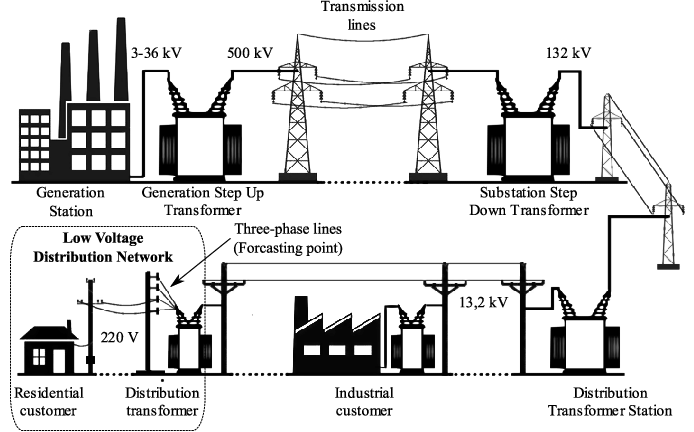 Transmission
lines
3-36 kV
500 kV
132 kV
Generation
Station
Generation Step Up
Transformer
Substation Step
Down Transformer
Low Voltage
Distribution Network
Three-phase lines
(Forcasting point)
220 V
13,2 kV
Residential
customer
Distribution
transformer
Industrial
customer
Distribution
Transformer Station